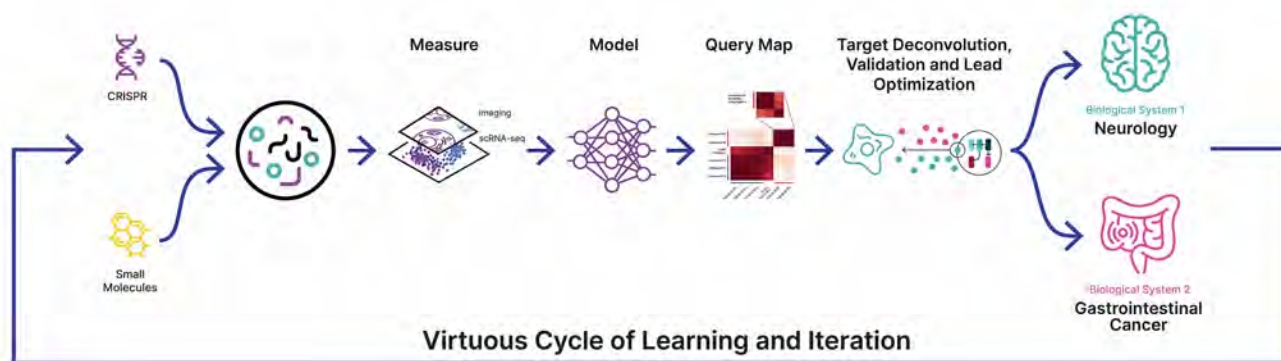 CRISPR
Small
Molecules
Measure
imaging
scRNA-seq
Model
Query Map
Target Deconvolution,
Validation and Lead
Optimization
Biological System 1
Neurology
Biological System 2
Gastrointestinal
Cancer
Virtuous Cycle of Learning and Iteration